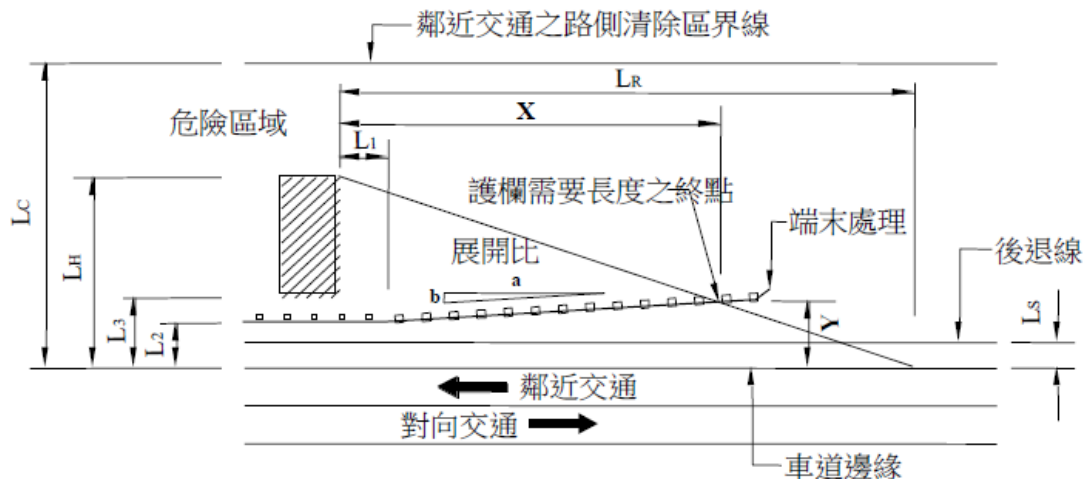 鄰近交通之路側清除區界線
LR
X
危險區域
L1
護欄需要長度之終點
端末處理
展開比
後退線
a
b
LC
LH
L3
L2
Y
LS
鄰近交通
對向交通
車道邊緣